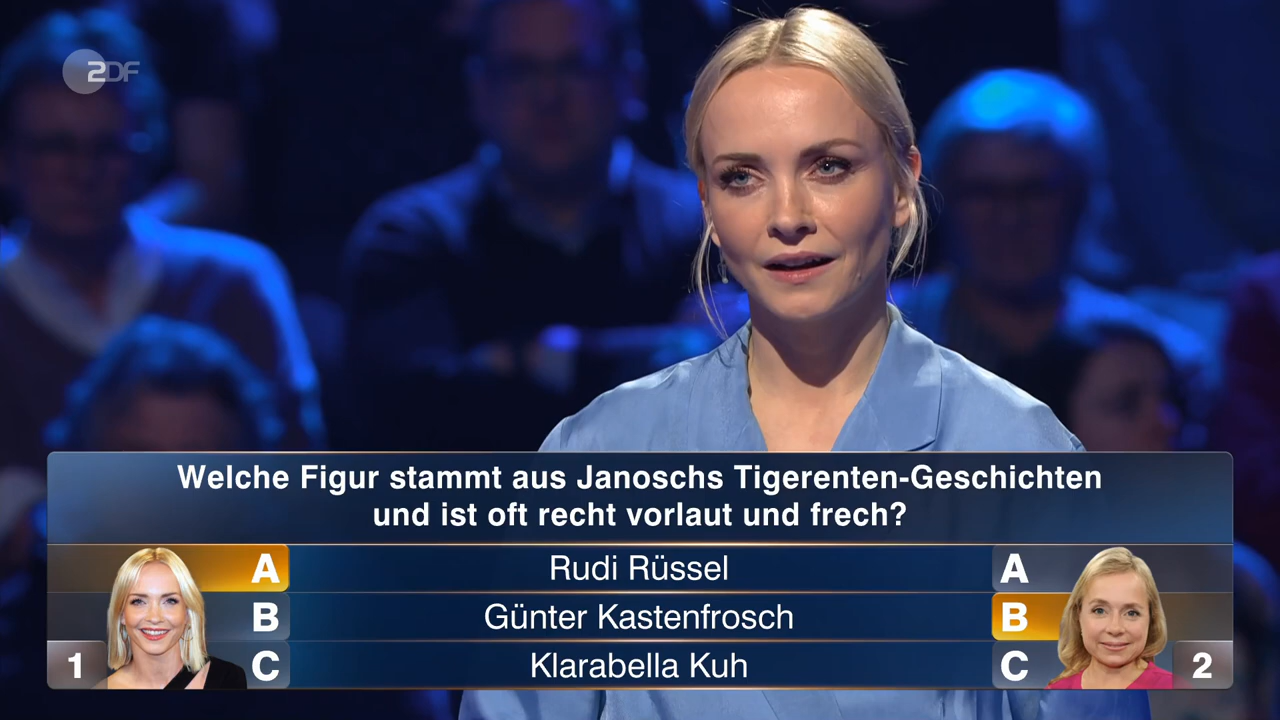 ZDF
Welche Figur stammt aus Janoschs Tigerenten-Geschichten
und ist oft recht vorlaut und frech?
A Rudi Rüssel A
B Günter Kastenfrosch B
1 C Klarabella Kuh C 2